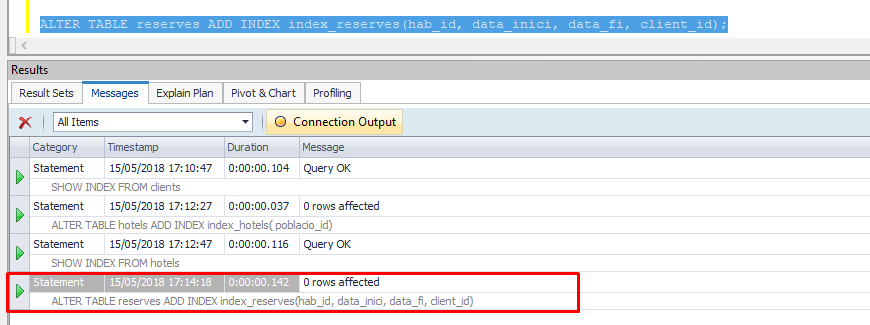 ALTER TABLE reserves ADD INDEX index_reserves(hab_id, data_inici, data_fi, client_id);
Results
Result Sets Messages Explain Plan Pivot & Chart Profiling
All Items Connection Output
Category Timestamp Duration Message
Statement 15/05/2018 17:10:47 0:00:00.104 Query OK
SHOW INDEX FROM clients
Statement 15/05/2018 17:12:27 0:00:00.037 0 rows affected
ALTER TABLE hotels ADD INDEX index_hotels( poblacio_id)
Statement 15/05/2018 17:12:47 0:00:00.116 Query OK
SHOW INDEX FROM hotels
Statement 15/05/2018 17:14:18 0:00:00.142 0 rows affected
ALTER TABLE reserves ADD INDEX index_reserves(hab_id, data_inici, data_fi, client_id)